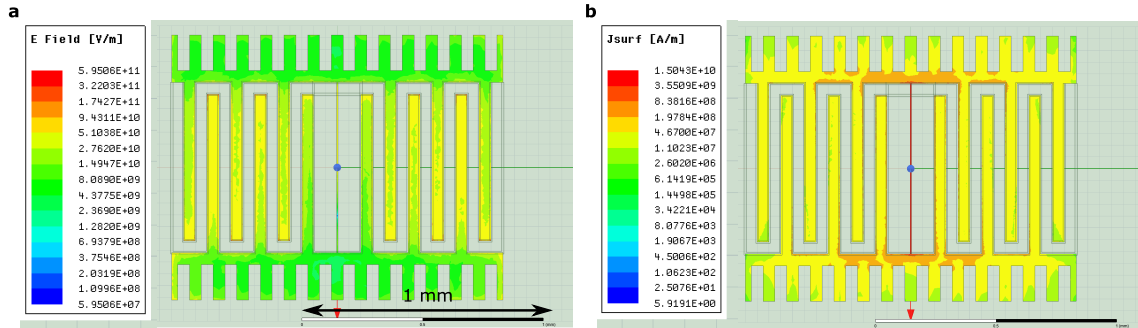 a
E Field [V/m]
5.9506E+11
3.2203E+11
1.7427E+11
9.4311E+10
5.1038E+10
2.7620E+10
1.4947E+10
8.0890E+09
4.3775E+09
2.3690E+09
1.2820E+09
6.9379E+08
3.7546E+08
2.0319E+08
1.0996E+08
5.9506E+07
1 mm
0
0.5
1 (mm)
b
Jsurf [A/m]
1.5043E+10
3.5509E+09
8.3816E+08
1.9784E+08
4.6700E+07
1.1023E+07
2.6020E+06
6.1419E+05
1.4498E+05
3.4221E+04
8.0776E+03
1.9067E+03
4.5006E+02
1.0623E+02
2.5076E+01
5.9191E+00
0
0.5
1 (mm)